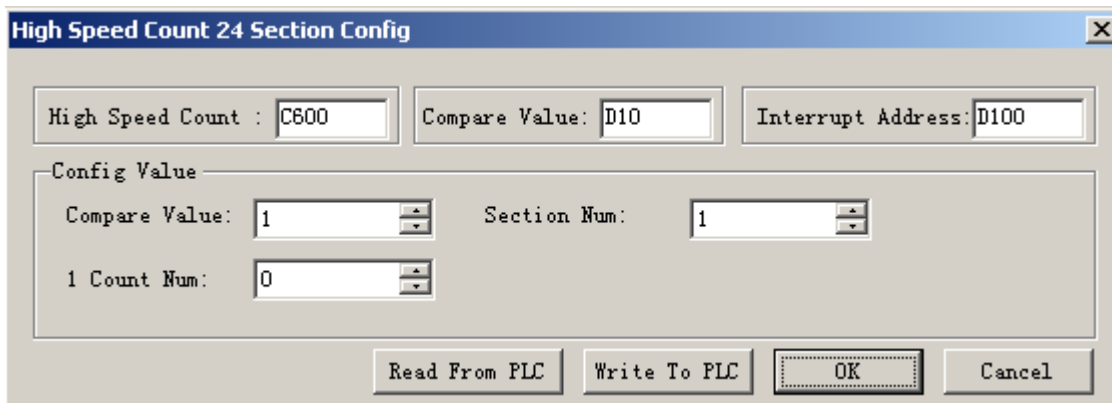 High Speed Count 24 Section Config
High Speed Count : C600 Compare Value: D10 Interrupt Address: D100
Config Value
Compare Value: 1 Section Num: 1
1 Count Num: 0
Read From PLC Write To PLC OK Cancel